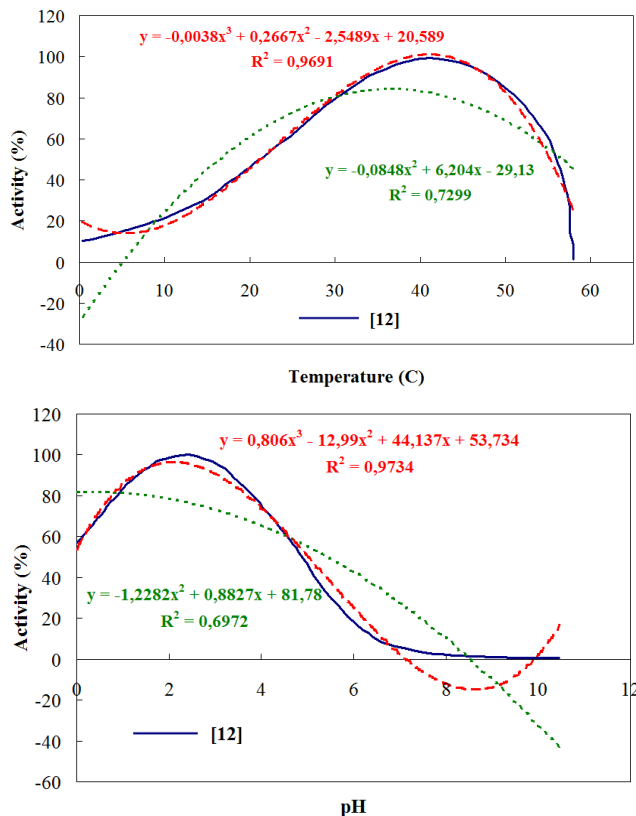 120
y = -0,0038x³ + 0,2667x² - 2,5489x + 20,589
R² = 0,9691
100
80
60
y = -0,0848x² + 6,204x - 29,13
R² = 0,7299
40
20
0
0 10 20 30 40 50 60
-20
[12]
-40
Activity (%)
Temperature (C)
120
y = 0,806x³ - 12,99x² + 44,137x + 53,734
R² = 0,9734
100
80
60
40
y = -1,2282x² + 0,8827x + 81,78
R² = 0,6972
20
0
0 2 4 6 8 10 12
-20
[12]
-40
-60
Activity (%)
pH